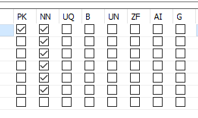 PK NN UQ B UN ZF AI G